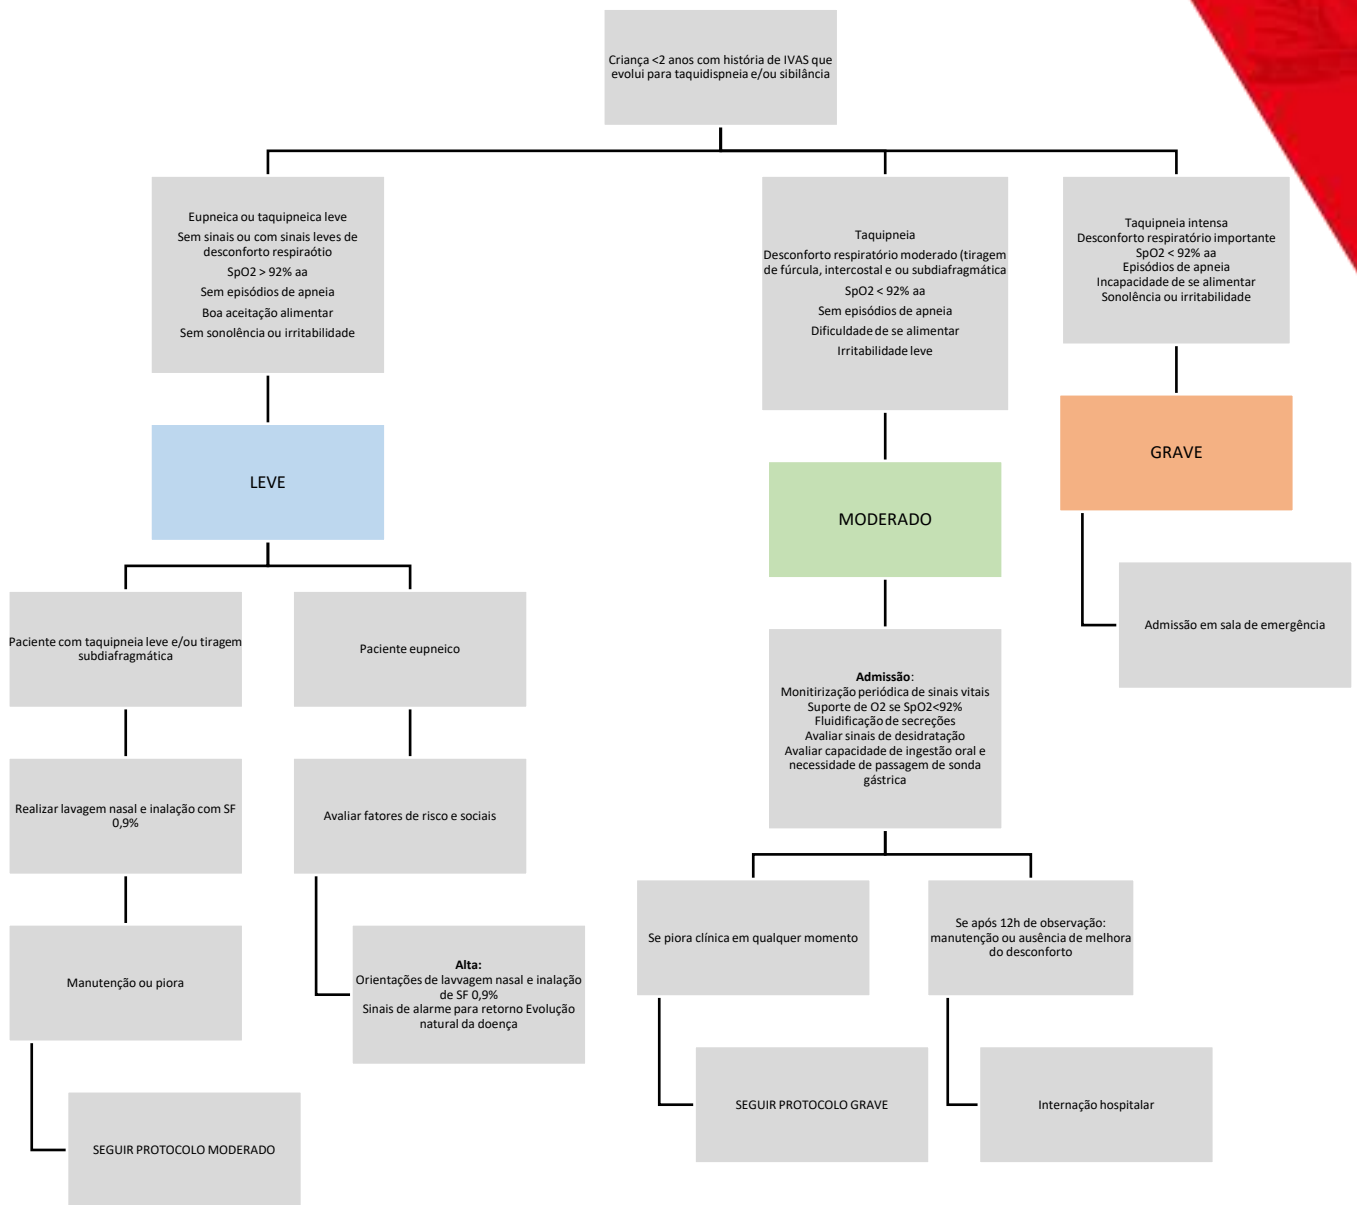 Criança <2 anos com história de IVAS que
evolui para taquidispneia e/ou sibilância
Eupneica ou taquipneica leve
Sem sinais ou com sinais leves de
desconforto respiraótio
SpO2 > 92% aa
Sem episódios de apneia
Boa aceitação alimentar
Sem sonolência ou irritabilidade
Taquipneia
Desconforto respiratório moderado (tiragem
de fúrcula, intercostal e ou subdiafragmática
SpO2 < 92% aa
Sem episódios de apneia
Dificuldade de se alimentar
Irritabilidade leve
Taquipneia intensa
Desconforto respiratório importante
SpO2 < 92% aa
Episódios de apneia
Incapacidade de se alimentar
Sonolência ou irritabilidade
LEVE
MODERADO
GRAVE
Paciente com taquipneia leve e/ou tiragem
subdiafragmática
Paciente eupneico
Admissão:
Monitirização periódica de sinais vitais
Suporte de O2 se SpO2<92%
Fluidificação de secreções
Avaliar sinais de desidratação
Avaliar capacidade de ingestão oral e
necessidade de passagem de sonda
gástrica
Admissão em sala de emergência
Realizar lavagem nasal e inalação com SF
0,9%
Avaliar fatores de risco e sociais
Manutenção ou piora
Alta:
Orientações de lavvagem nasal e inalação
de SF 0,9%
Sinais de alarme para retorno Evolução
natural da doença
Se piora clínica em qualquer momento
Se após 12h de observação:
manutenção ou ausência de melhora
do desconforto
SEGUIR PROTOCOLO MODERADO
SEGUIR PROTOCOLO GRAVE
Internação hospitalar